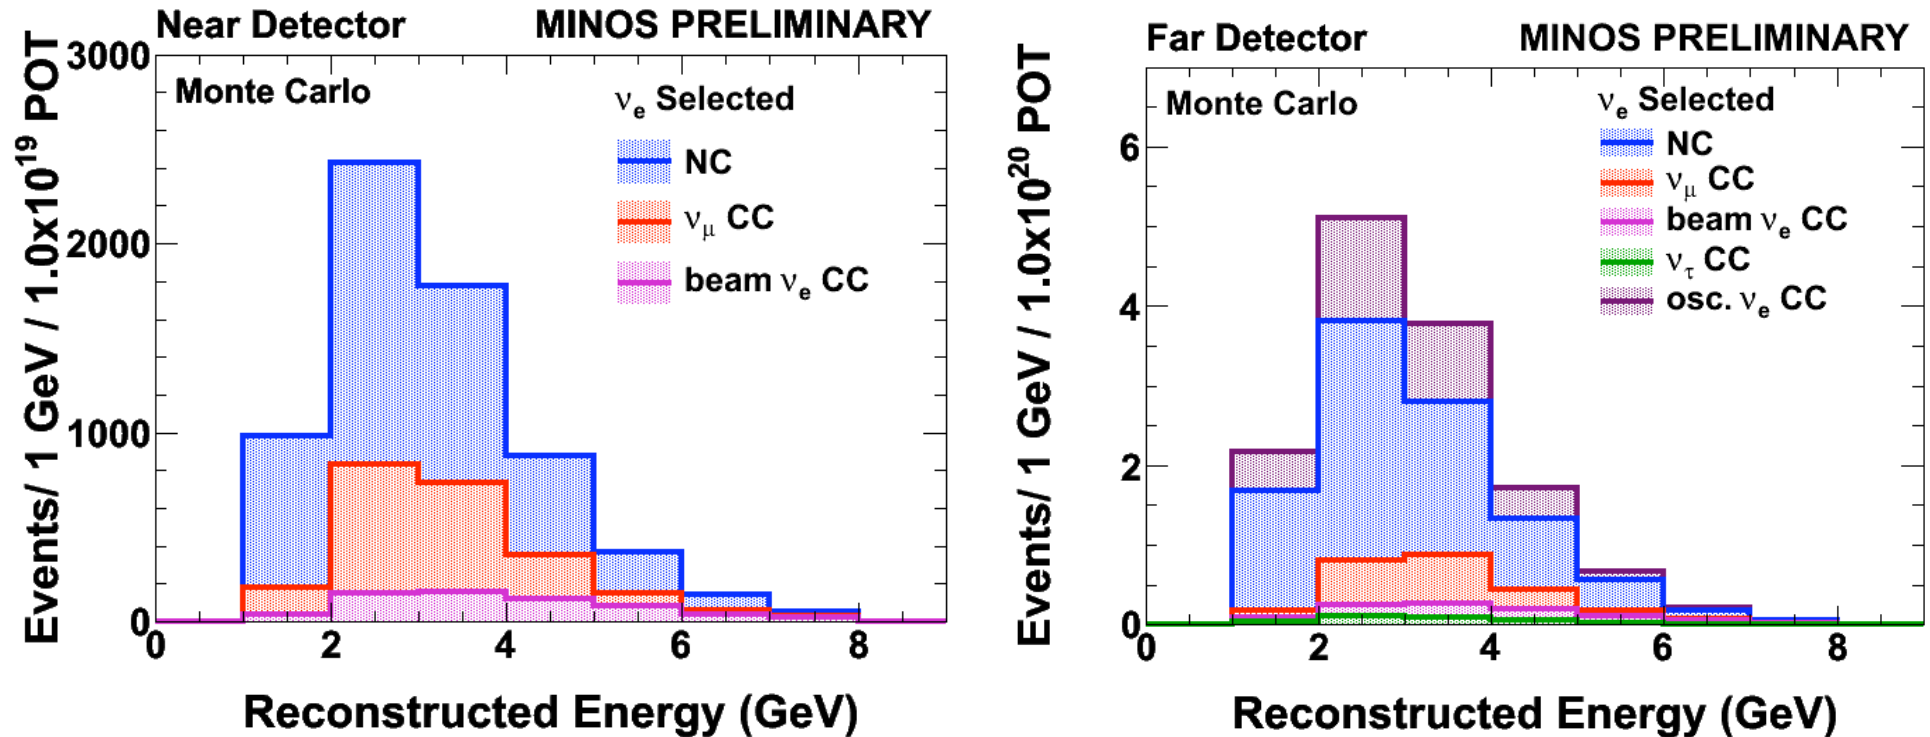 Near Detector MINOS PRELIMINARY
Monte Carlo
νe Selected
NC
νμ CC
beam νe CC
Events/ 1 GeV / 1.0x10^19 POT
3000
2000
1000
0
0 2 4 6 8
Reconstructed Energy (GeV)
Far Detector MINOS PRELIMINARY
Monte Carlo
νe Selected
NC
νμ CC
beam νe CC
ντ CC
osc. νe CC
Events/ 1 GeV / 1.0x10^20 POT
6
4
2
0
0 2 4 6 8
Reconstructed Energy (GeV)